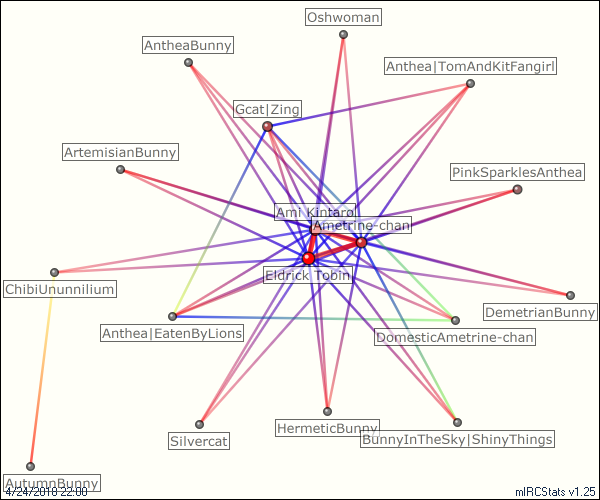 Oshwoman
AntheaBunny
Anthea|TomAndKitFangirl
Gcat|Zing
ArtemisianBunny
PinkSparklesAnthea
Ami Kintaro
Ametrine-chan
Eldrick Tobin
ChibiUnunnilium
DemetrianBunny
Anthea|EatenByLions
DomesticAmetrine-chan
HermeticBunny
Silvercat
BunnyInTheSky|ShinyThings
AutumnBunny
4/24/2010 22:00
mIRCStats v1.25